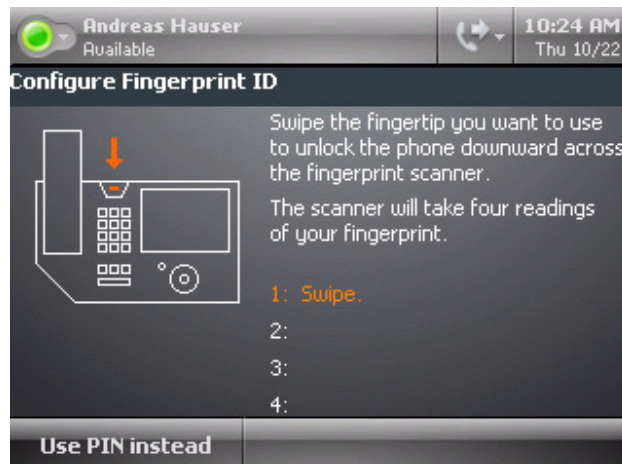 Andreas Hauser
Available
10:24 AM
Thu 10/22
Configure Fingerprint ID
Swipe the fingertip you want to use
to unlock the phone downward across
the fingerprint scanner.
The scanner will take four readings
of your fingerprint.
1: Swipe.
2:
3:
4:
Use PIN instead